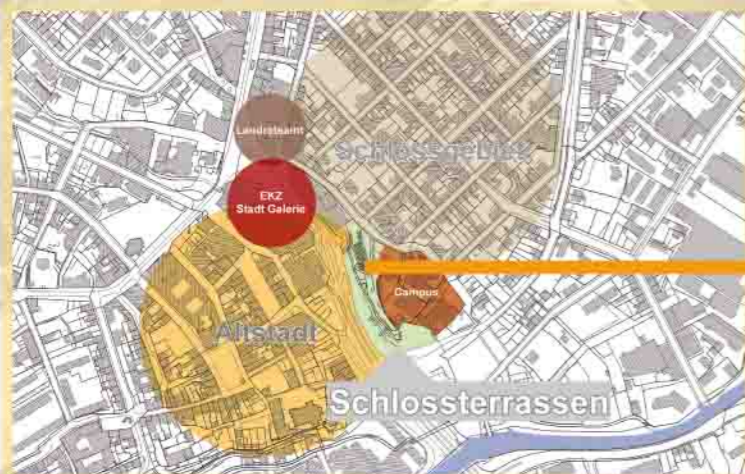 Landratsamt
Schlossgebiet
EKZ
Stadt Galerie
Campus
Altstadt
Schlossterrassen